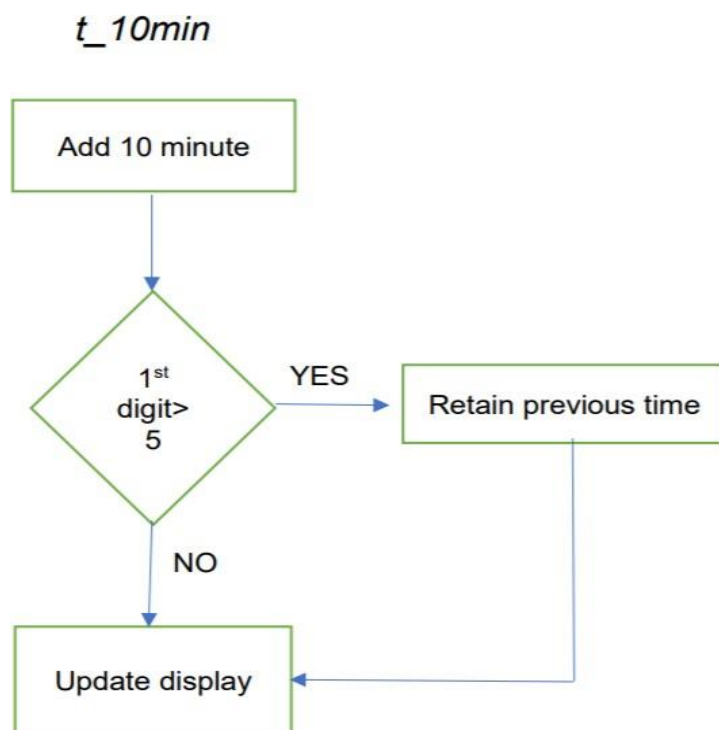 t_10min
Add 10 minute
1st
digit>
5
YES
Retain previous time
NO
Update display